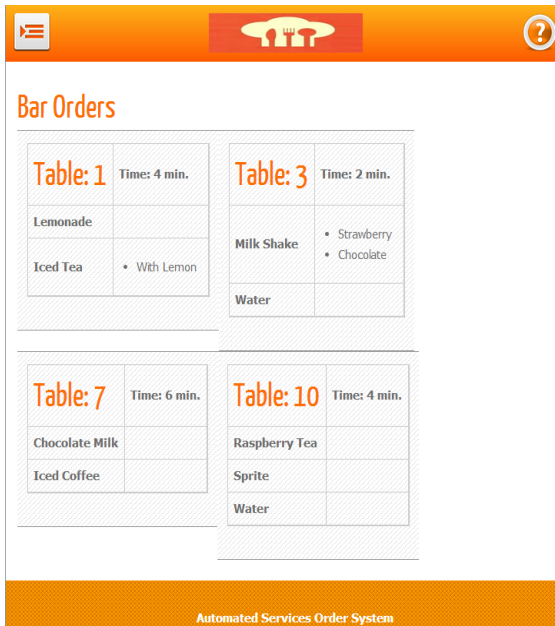 ?
Bar Orders
Table: 1 Time: 4 min.
Lemonade
Iced Tea • With Lemon
Table: 3 Time: 2 min.
Milk Shake • Strawberry
• Chocolate
Water
Table: 7 Time: 6 min.
Chocolate Milk
Iced Coffee
Table: 10 Time: 4 min.
Raspberry Tea
Sprite
Water
Automated Services Order System